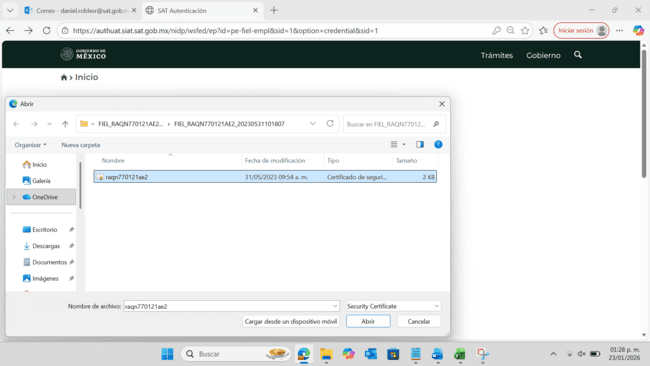 Correo - daniel.roblesr@sat.gob.m
SAT Autenticación
https://authuat.siat.sat.gob.mx/nidp/wsfed/ep?id=pe-fiel-empl&sid=1&option=credential&sid=1
Iniciar sesión
GOBIERNO DE
MÉXICO
Trámites
Gobierno
> Inicio
Abrir
« FIEL_RAQN770121AE2... > FIEL_RAQN770121AE2_20230531101807
Buscar en FIEL_RAQN77012...
Organizar
Nueva carpeta
Nombre
Fecha de modificación
Tipo
Tamaño
Inicio
raqn770121ae2
31/05/2023 09:54 a. m.
Certificado de seguri...
2 KB
Galería
OneDrive
Escritorio
Descargas
Documentos
Imágenes
Nombre de archivo:
raqn770121ae2
Security Certificate
Cargar desde un dispositivo móvil
Abrir
Cancelar
Buscar
01:28 p. m.
23/01/2026